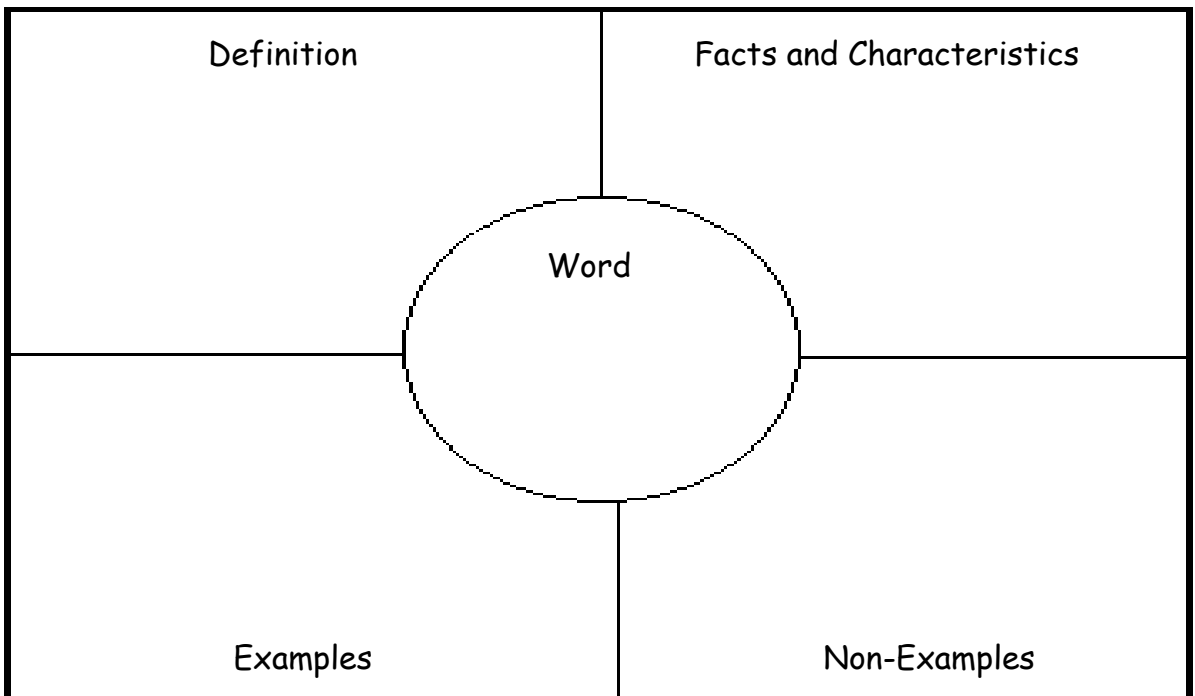 Definition
Facts and Characteristics
Word
Examples
Non-Examples